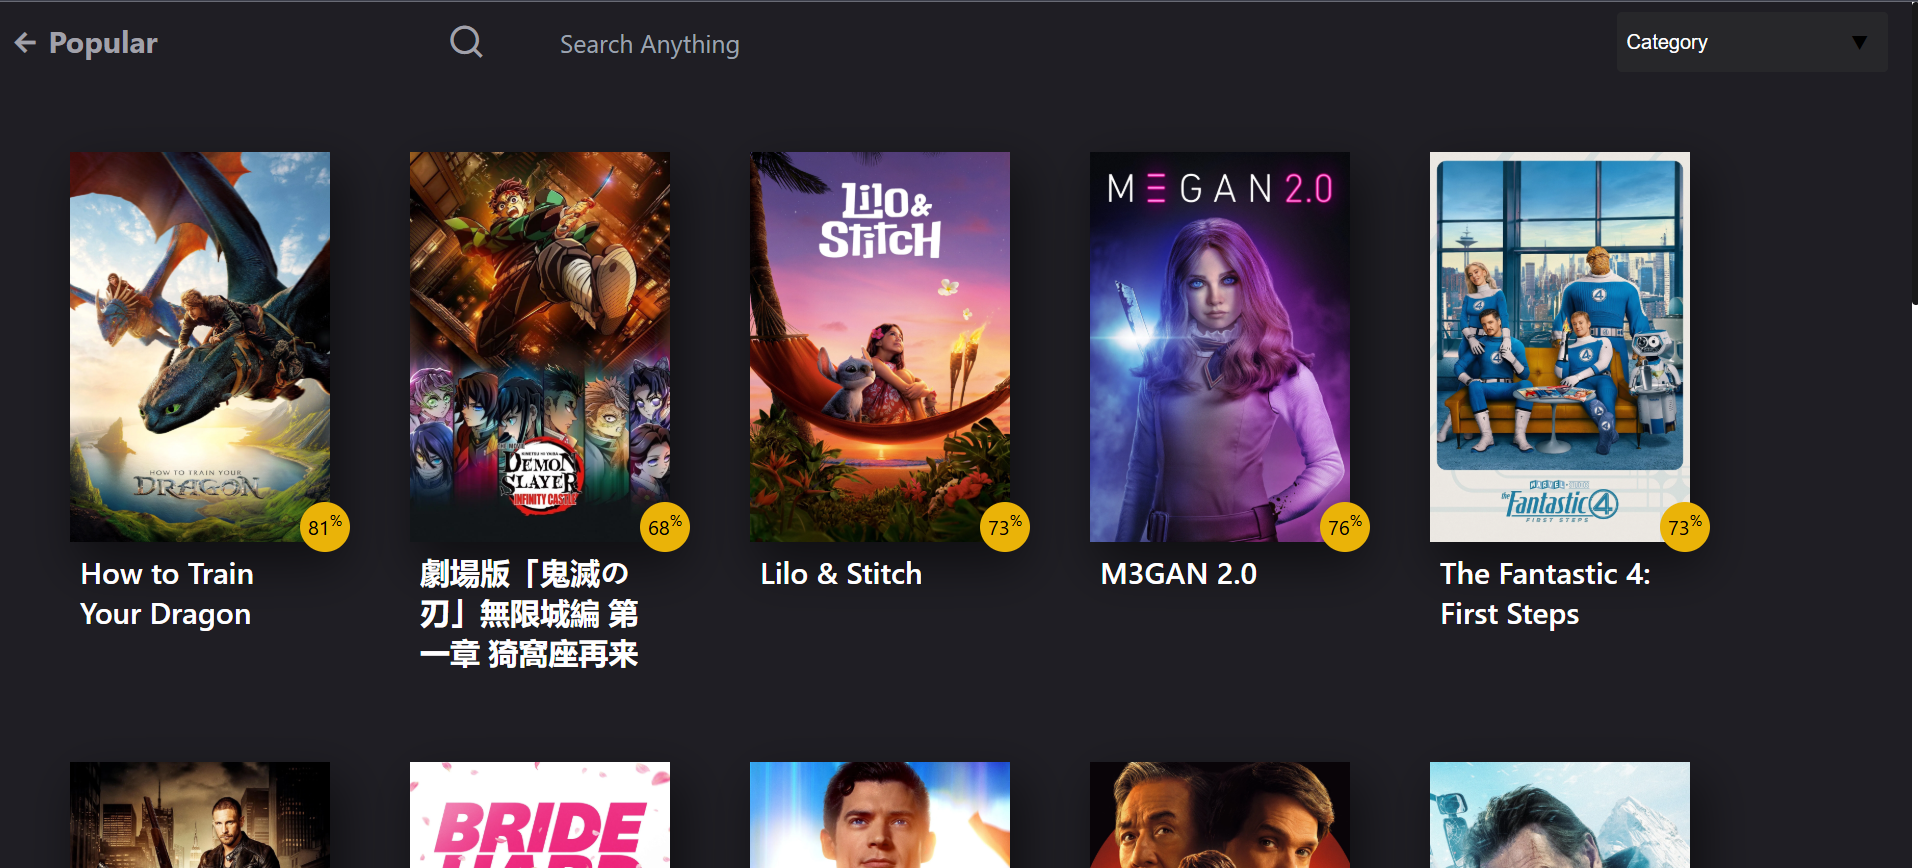 Popular
Search Anything
Category
HOW TO TRAIN YOUR
DRAGON
81%
DEMON
SLAYER
INFINITY CASTLE
68%
LiLO &
STITCH
73%
MEGAN 2.0
76%
4
MARVEL STUDIOS
the Fantastic 4
FIRST STEPS
73%
How to Train
Your Dragon
劇場版「鬼滅の
刃」無限城編 第
一章 猗窩座再来
Lilo & Stitch
M3GAN 2.0
The Fantastic 4:
First Steps
BRIDE
HARD